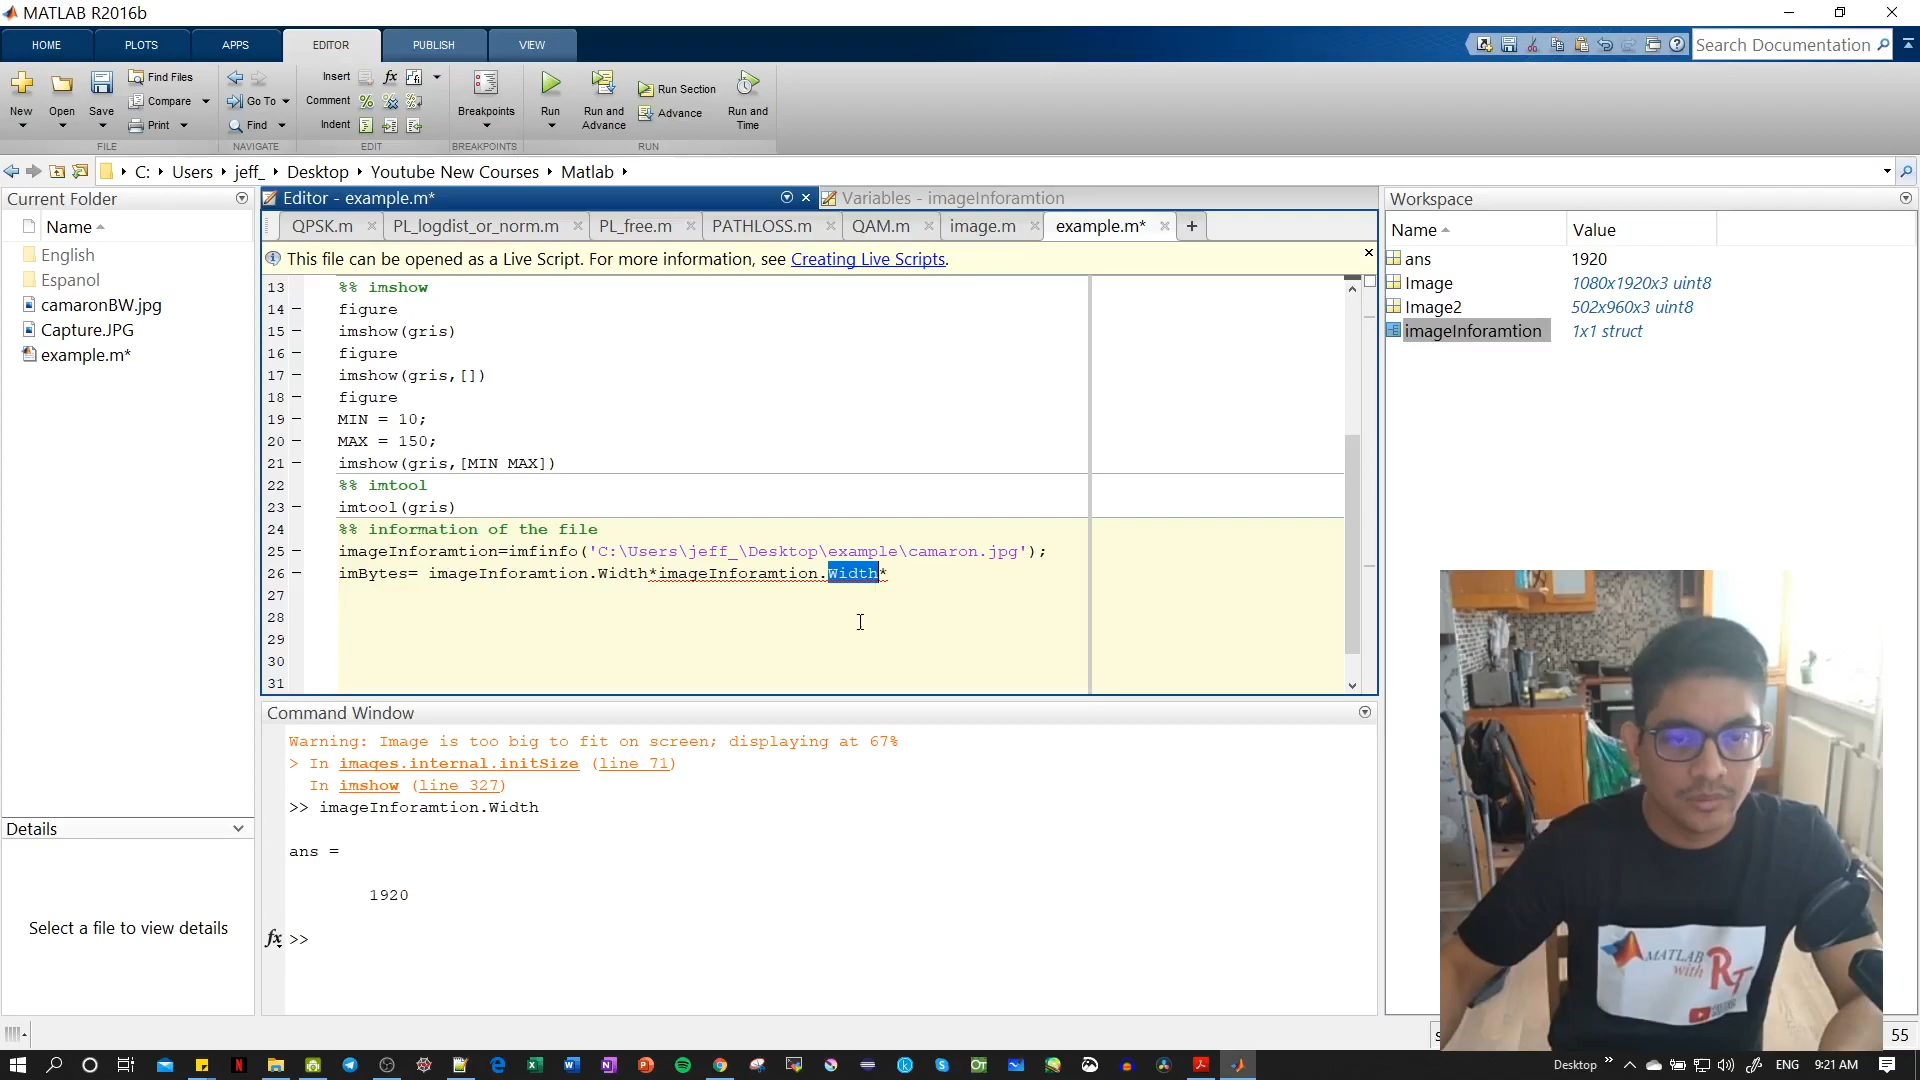 MATLAB R2016b
HOME PLOTS APPS EDITOR PUBLISH VIEW
Search Documentation
New Open Save Find Files Compare Print
Go To Find
Insert fx
Comment
Indent
Breakpoints Run Run and Advance Run Section Advance Run and Time
FILE NAVIGATE EDIT BREAKPOINTS RUN
C: Users jeff_ Desktop Youtube New Courses Matlab
Current Folder
Name
English
Espanol
camaronBW.jpg
Capture.JPG
example.m*
Details
Select a file to view details
Editor - example.m*
Variables - imageInforamtion
QPSK.m PL_logdist_or_norm.m PL_free.m PATHLOSS.m QAM.m image.m example.m* +
This file can be opened as a Live Script. For more information, see Creating Live Scripts.
13 %% imshow
14 – figure
15 – imshow(gris)
16 – figure
17 – imshow(gris,[])
18 – figure
19 – MIN = 10;
20 – MAX = 150;
21 – imshow(gris,[MIN MAX])
22 %% imtool
23 – imtool(gris)
24 %% information of the file
25 – imageInforamtion=imfinfo('C:\Users\jeff_\Desktop\example\camaron.jpg');
26 – imBytes= imageInforamtion.Width*imageInforamtion.Width*
27
28
29
30
31
Command Window
Warning: Image is too big to fit on screen; displaying at 67%
> In images.internal.initSize (line 71)
In imshow (line 327)
>> imageInforamtion.Width
ans =
1920
fx >>
Workspace
Name Value
ans 1920
Image 1080x1920x3 uint8
Image2 502x960x3 uint8
imageInforamtion 1x1 struct
MATLAB
with RT
55
Desktop ENG 9:21 AM